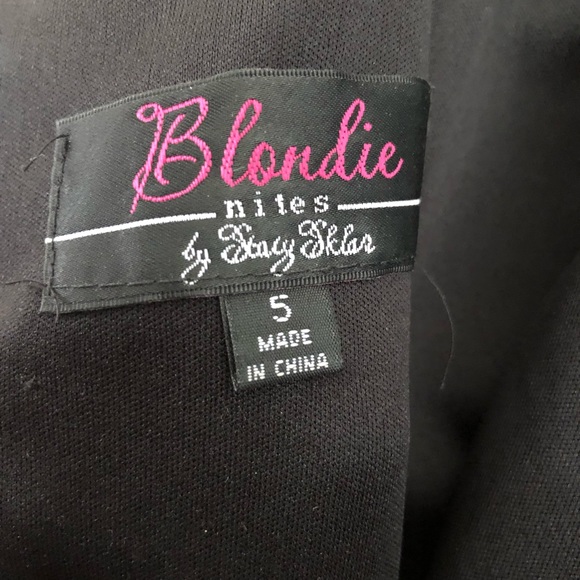 Blondie
nites
by Stacy Sklar
5
MADE
IN CHINA